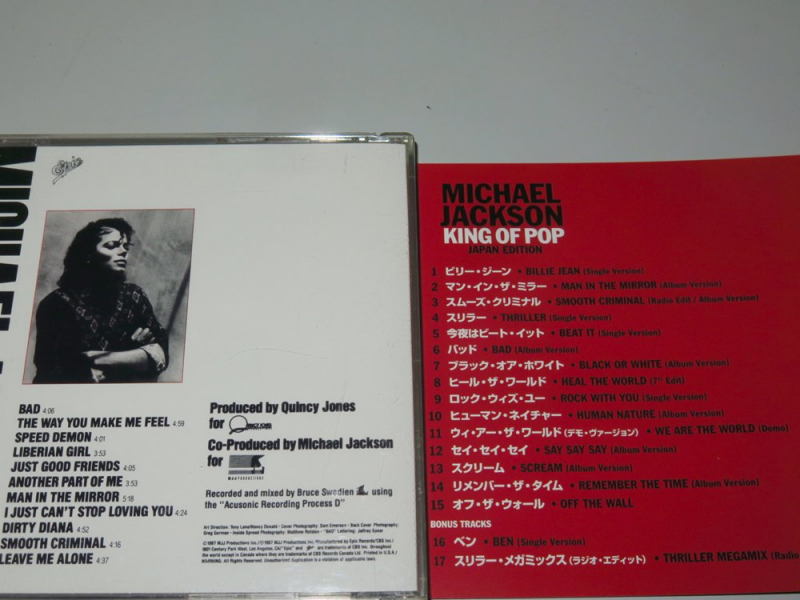 Epic
MICHAEL
BAD 4:06
THE WAY YOU MAKE ME FEEL 4:59
SPEED DEMON 4:01
LIBERIAN GIRL 3:53
JUST GOOD FRIENDS 4:05
ANOTHER PART OF ME 3:53
MAN IN THE MIRROR 5:18
I JUST CAN'T STOP LOVING YOU 4:24
DIRTY DIANA 4:52
SMOOTH CRIMINAL 4:16
LEAVE ME ALONE 4:37
Produced by Quincy Jones
for
Co-Produced by Michael Jackson
for
MJJ PRODUCTIONS
Recorded and mixed by Bruce Swedien using
the "Acusonic Recording Process D"
MICHAEL
JACKSON
KING OF POP
JAPAN EDITION
1 ビリー・ジーン • BILLIE JEAN (Single Version)
2 マン・イン・ザ・ミラー • MAN IN THE MIRROR (Album Version)
3 スムーズ・クリミナル • SMOOTH CRIMINAL (Radio Edit / Album Version)
4 スリラー • THRILLER (Single Version)
5 今夜はビート・イット • BEAT IT (Single Version)
6 バッド • BAD (Album Version)
7 ブラック・オア・ホワイト • BLACK OR WHITE (Album Version)
8 ヒール・ザ・ワールド • HEAL THE WORLD (7" Edit)
9 ロック・ウィズ・ユー • ROCK WITH YOU (Single Version)
10 ヒューマン・ネイチャー • HUMAN NATURE (Album Version)
11 ウィ・アー・ザ・ワールド (デモ・ヴァージョン) • WE ARE THE WORLD (Demo)
12 セイ・セイ・セイ • SAY SAY SAY (Album Version)
13 スクリーム • SCREAM (Album Version)
14 リメンバー・ザ・タイム • REMEMBER THE TIME (Album Version)
15 オフ・ザ・ウォール • OFF THE WALL
BONUS TRACKS
16 ベン • BEN (Single Version)
17 スリラー・メガミックス (ラジオ・エディット) • THRILLER MEGAMIX (Radio